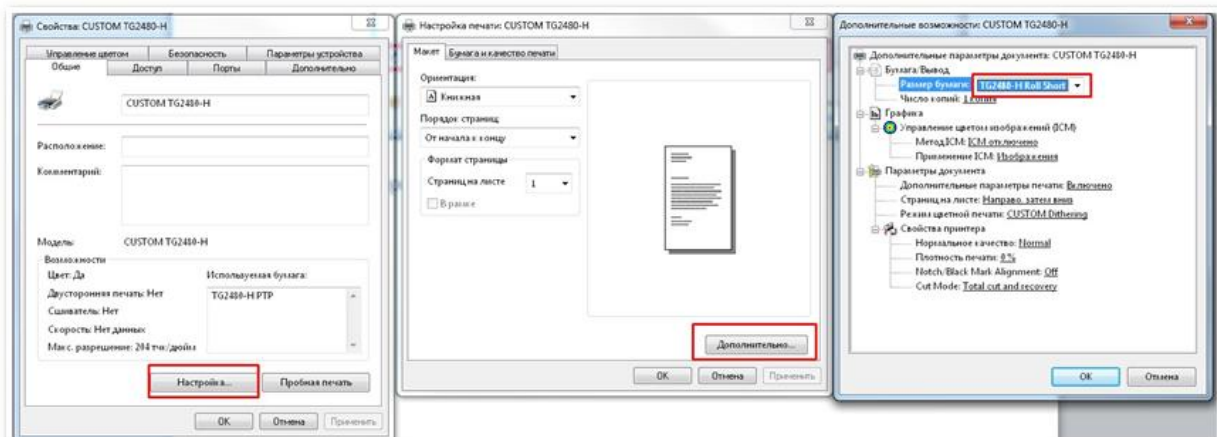 Свойства: CUSTOM TG2480-H
Управление цветом Безопасность Параметры устройства
Общие Доступ Порты Дополнительно
CUSTOM TG2480-H
Расположение:
Комментарий:
Модель: CUSTOM TG2480-H
Возможности
Цвет: Да Используемая бумага:
Двусторонняя печать: Нет TG2480-H PTP
Сшиватель: Нет
Скорость: Нет данных
Макс. разрешение: 204 тчк/дюйм
Настройка... Пробная печать
OK Отмена Применить
Настройка печати: CUSTOM TG2480-H
Макет Бумага и качество печати
Ориентация:
A Книжная
Порядок страниц:
От начала к концу
Формат страницы
Страниц на листе 1
В рамке
Дополнительно...
OK Отмена Применить
Дополнительные возможности: CUSTOM TG2480-H
Дополнительные параметры документа: CUSTOM TG2480-H
Бумага/Вывод
Размер бумаги: TG2480-H Roll Short
Число копий: 1 копия
Графика
Управление цветом изображений (ICM)
Метод ICM: ICM отключено
Применение ICM: Изображения
Параметры документа
Дополнительные параметры печати: Включено
Страниц на листе: Направо, затем вниз
Режим цветной печати: CUSTOM Dithering
Свойства принтера
Нормальное качество: Normal
Плотность печати: 0 %
Notch/Black Mark Alignment: Off
Cut Mode: Total cut and recovery
OK Отмена